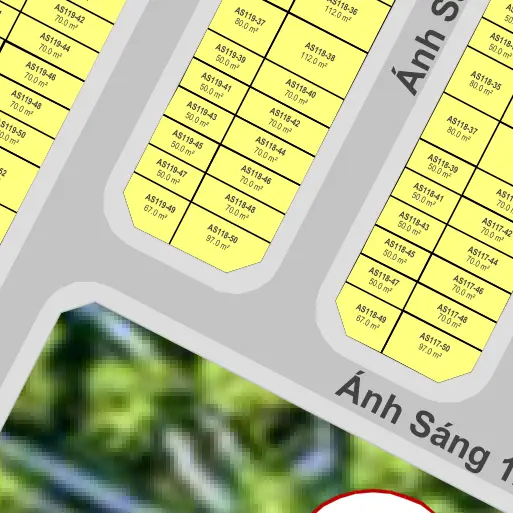 AS119-42
70.0 m²
AS119-44
70.0 m²
AS119-46
70.0 m²
AS119-48
70.0 m²
AS119-50
AS119-37
80.0 m²
AS119-39
50.0 m²
AS119-41
50.0 m²
AS119-43
50.0 m²
AS119-45
50.0 m²
AS119-47
50.0 m²
AS119-49
67.0 m²
AS118-36
112.0 m²
AS118-38
112.0 m²
AS118-40
70.0 m²
AS118-42
70.0 m²
AS118-44
70.0 m²
AS118-46
70.0 m²
AS118-48
70.0 m²
AS118-50
97.0 m²
Ánh S
AS118-35
80.0 m²
AS118-37
80.0 m²
AS118-39
50.0 m²
AS118-41
50.0 m²
AS118-43
50.0 m²
AS118-45
50.0 m²
AS118-47
50.0 m²
AS118-49
67.0 m²
AS117-42
70.0 m²
AS117-44
70.0 m²
AS117-46
70.0 m²
AS117-48
70.0 m²
AS117-50
97.0 m²
Ánh Sáng 1